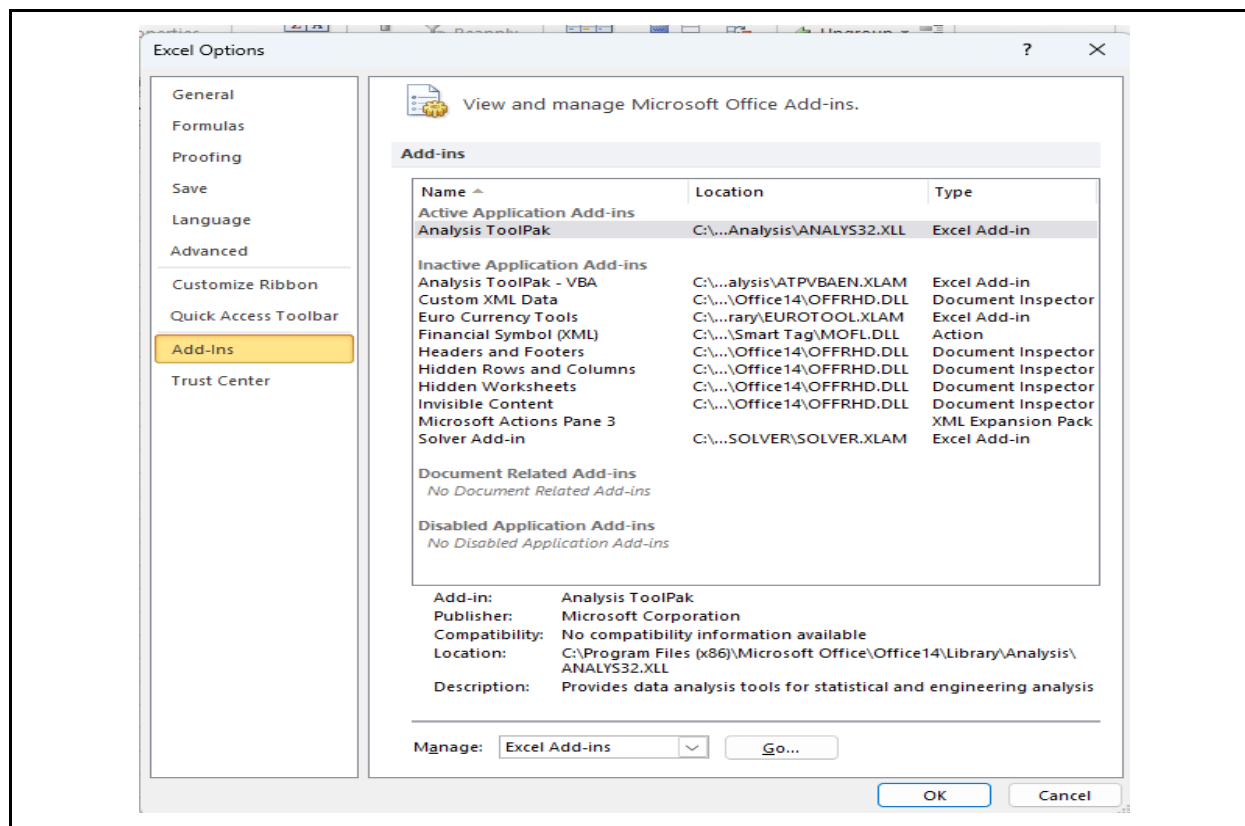 Reapply
Ungroup
Excel Options ? ×
General
Formulas
Proofing
Save
Language
Advanced
Customize Ribbon
Quick Access Toolbar
Add-Ins
Trust Center
View and manage Microsoft Office Add-ins.
Add-ins
Name Location Type
Active Application Add-ins
Analysis ToolPak C:\...Analysis\ANALYS32.XLL Excel Add-in
Inactive Application Add-ins
Analysis ToolPak - VBA C:\...alysis\ATPVBAEN.XLAM Excel Add-in
Custom XML Data C:\...\Office14\OFFRHD.DLL Document Inspector
Euro Currency Tools C:\...rary\EUROTOOL.XLAM Excel Add-in
Financial Symbol (XML) C:\...\Smart Tag\MOFL.DLL Action
Headers and Footers C:\...\Office14\OFFRHD.DLL Document Inspector
Hidden Rows and Columns C:\...\Office14\OFFRHD.DLL Document Inspector
Hidden Worksheets C:\...\Office14\OFFRHD.DLL Document Inspector
Invisible Content C:\...\Office14\OFFRHD.DLL Document Inspector
Microsoft Actions Pane 3 XML Expansion Pack
Solver Add-in C:\...SOLVER\SOLVER.XLAM Excel Add-in
Document Related Add-ins
No Document Related Add-ins
Disabled Application Add-ins
No Disabled Application Add-ins
Add-in: Analysis ToolPak
Publisher: Microsoft Corporation
Compatibility: No compatibility information available
Location: C:\Program Files (x86)\Microsoft Office\Office14\Library\Analysis\
ANALYS32.XLL
Description: Provides data analysis tools for statistical and engineering analysis
Manage: Excel Add-ins Go...
OK Cancel